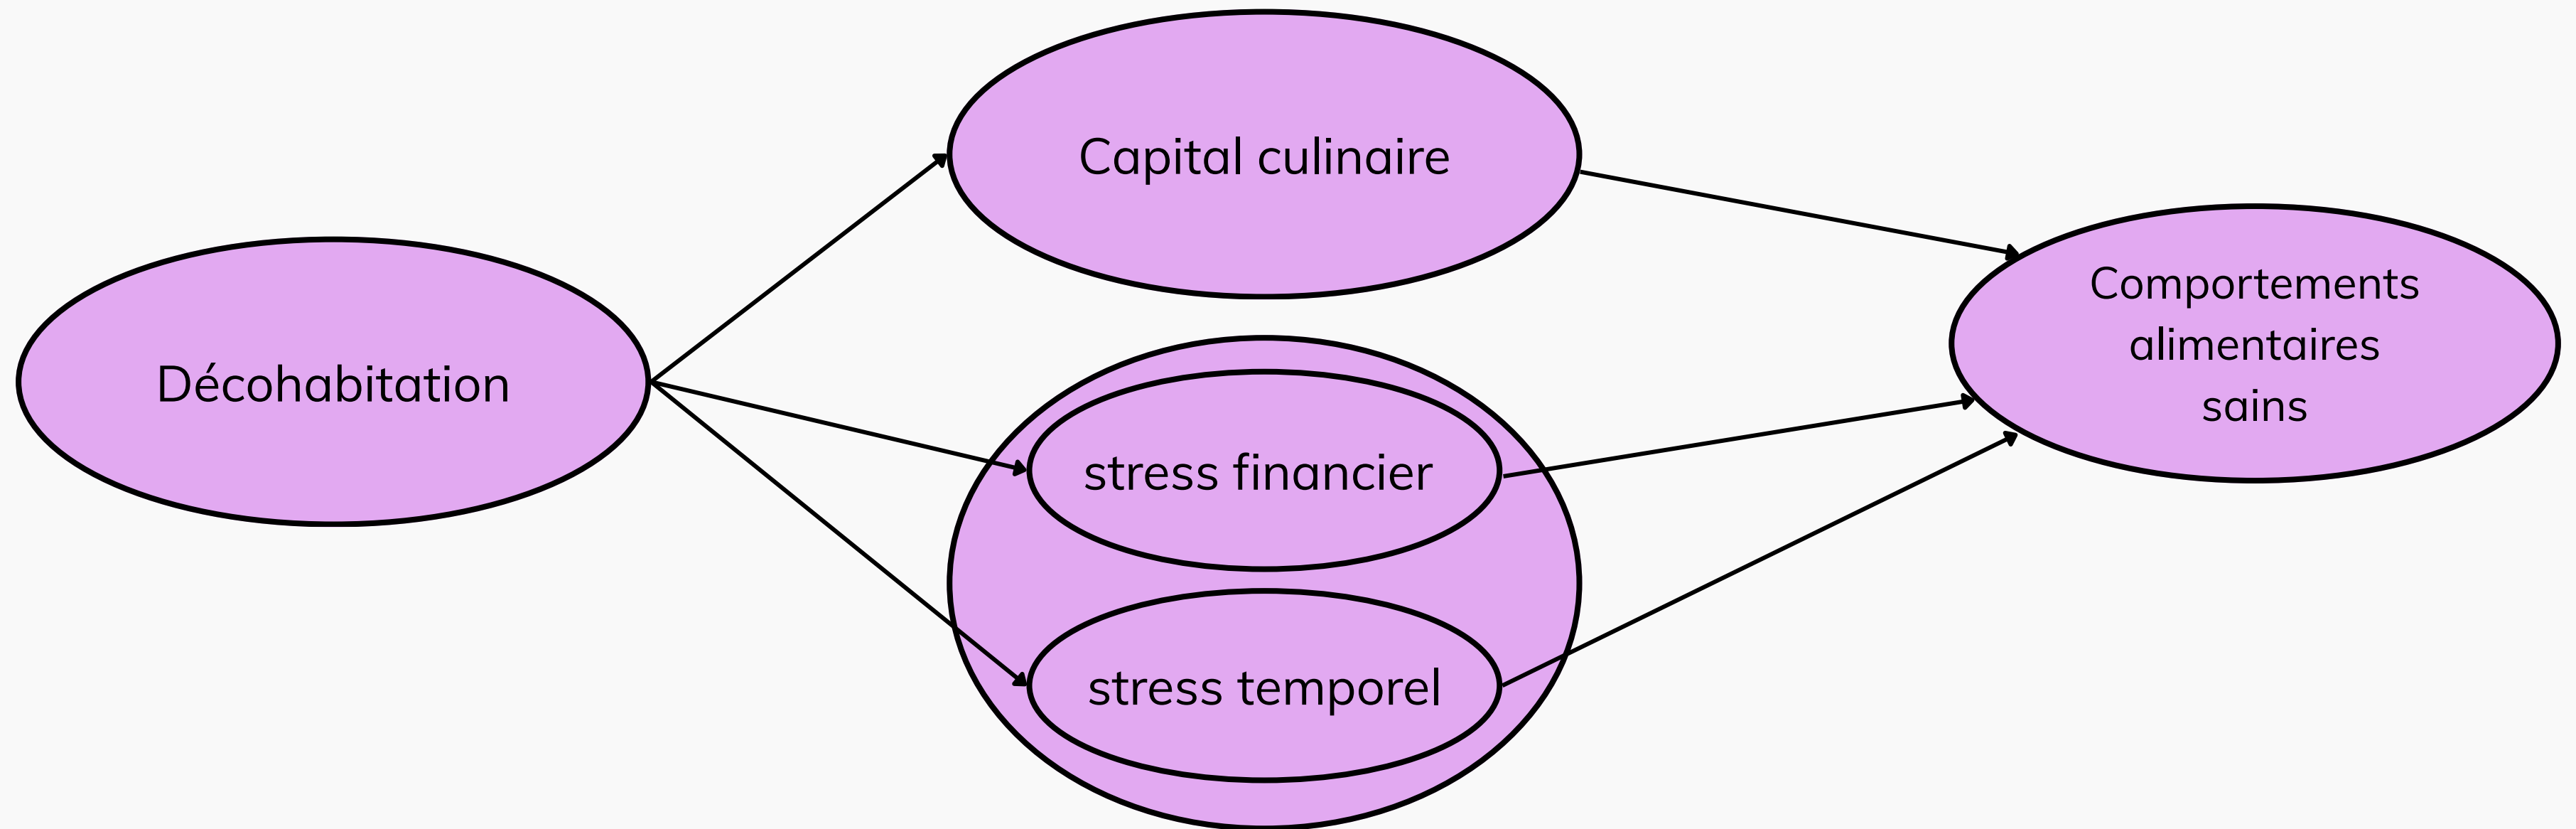 Capital culinaire
Décohabitation
stress financier
stress temporel
Comportements
alimentaires
sains